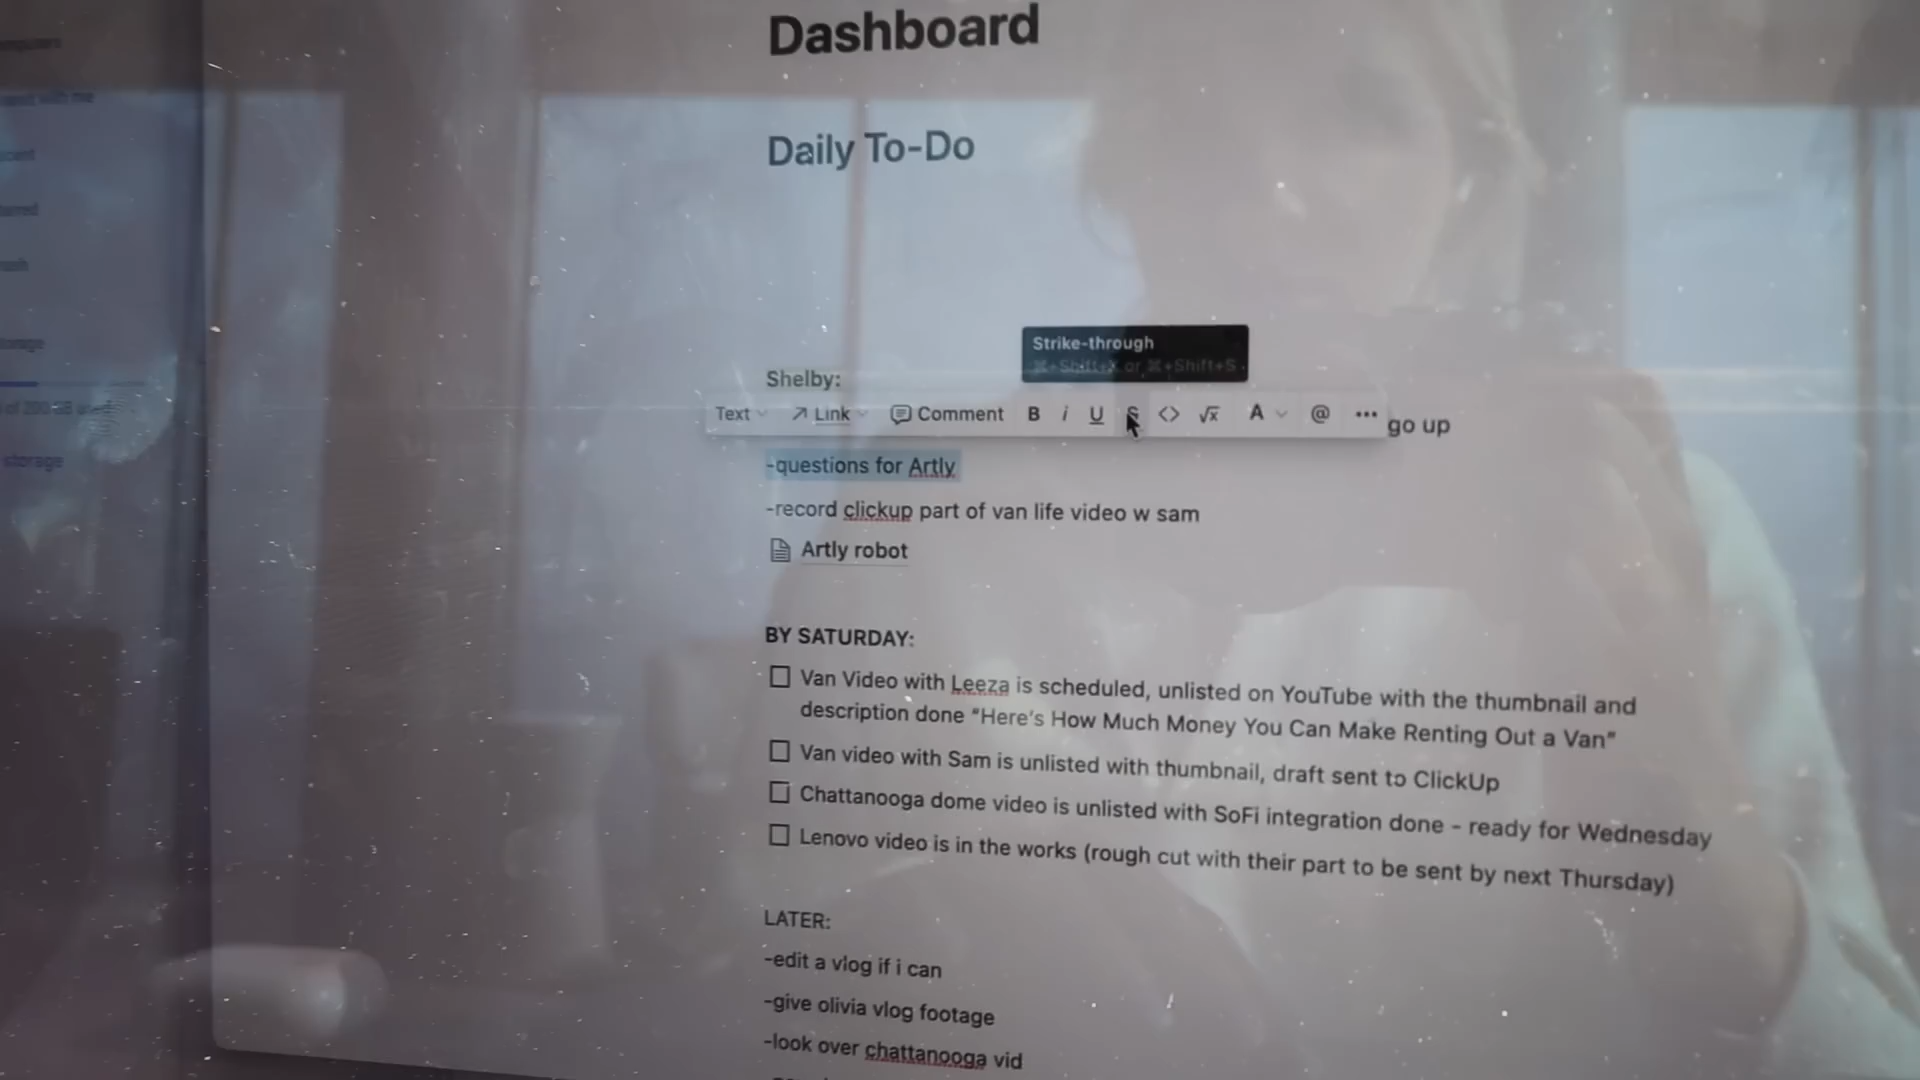 Dashboard
Daily To-Do
Strike-through
⌘+Shift+X or ⌘+Shift+S
Shelby:
Text Link Comment B i U S <> √x A @ •••
go up
-questions for Artly
-record clickup part of van life video w sam
Artly robot
storage
BY SATURDAY:
Van Video with Leeza is scheduled, unlisted on YouTube with the thumbnail and
description done “Here’s How Much Money You Can Make Renting Out a Van”
Van video with Sam is unlisted with thumbnail, draft sent to ClickUp
Chattanooga dome video is unlisted with SoFi integration done - ready for Wednesday
Lenovo video is in the works (rough cut with their part to be sent by next Thursday)
LATER:
-edit a vlog if i can
-give olivia vlog footage
-look over chattanooga vid